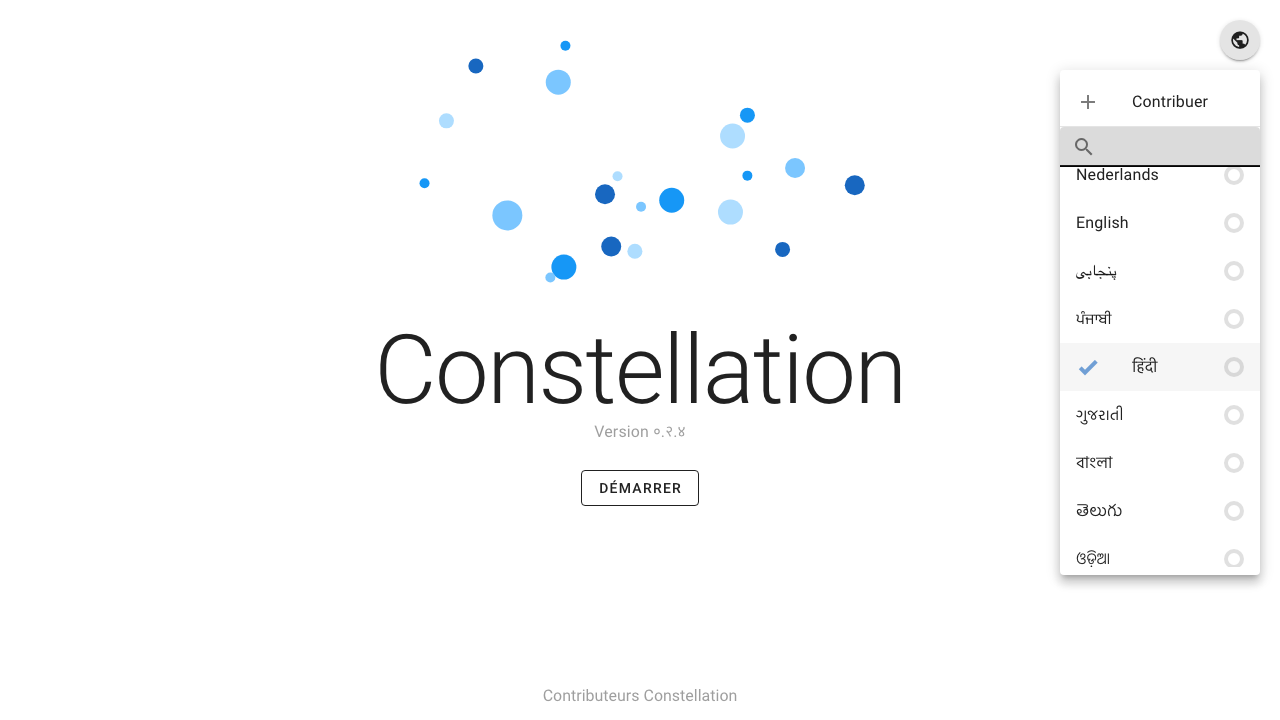 Contribuer
Nederlands
English
پنجابی
ਪੰਜਾਬੀ
हिंदी
ગુજરાતી
বাংলা
తెలుగు
ଓଡ଼ିଆ
Constellation
Version ०.२.४
DÉMARRER
Contributeurs Constellation